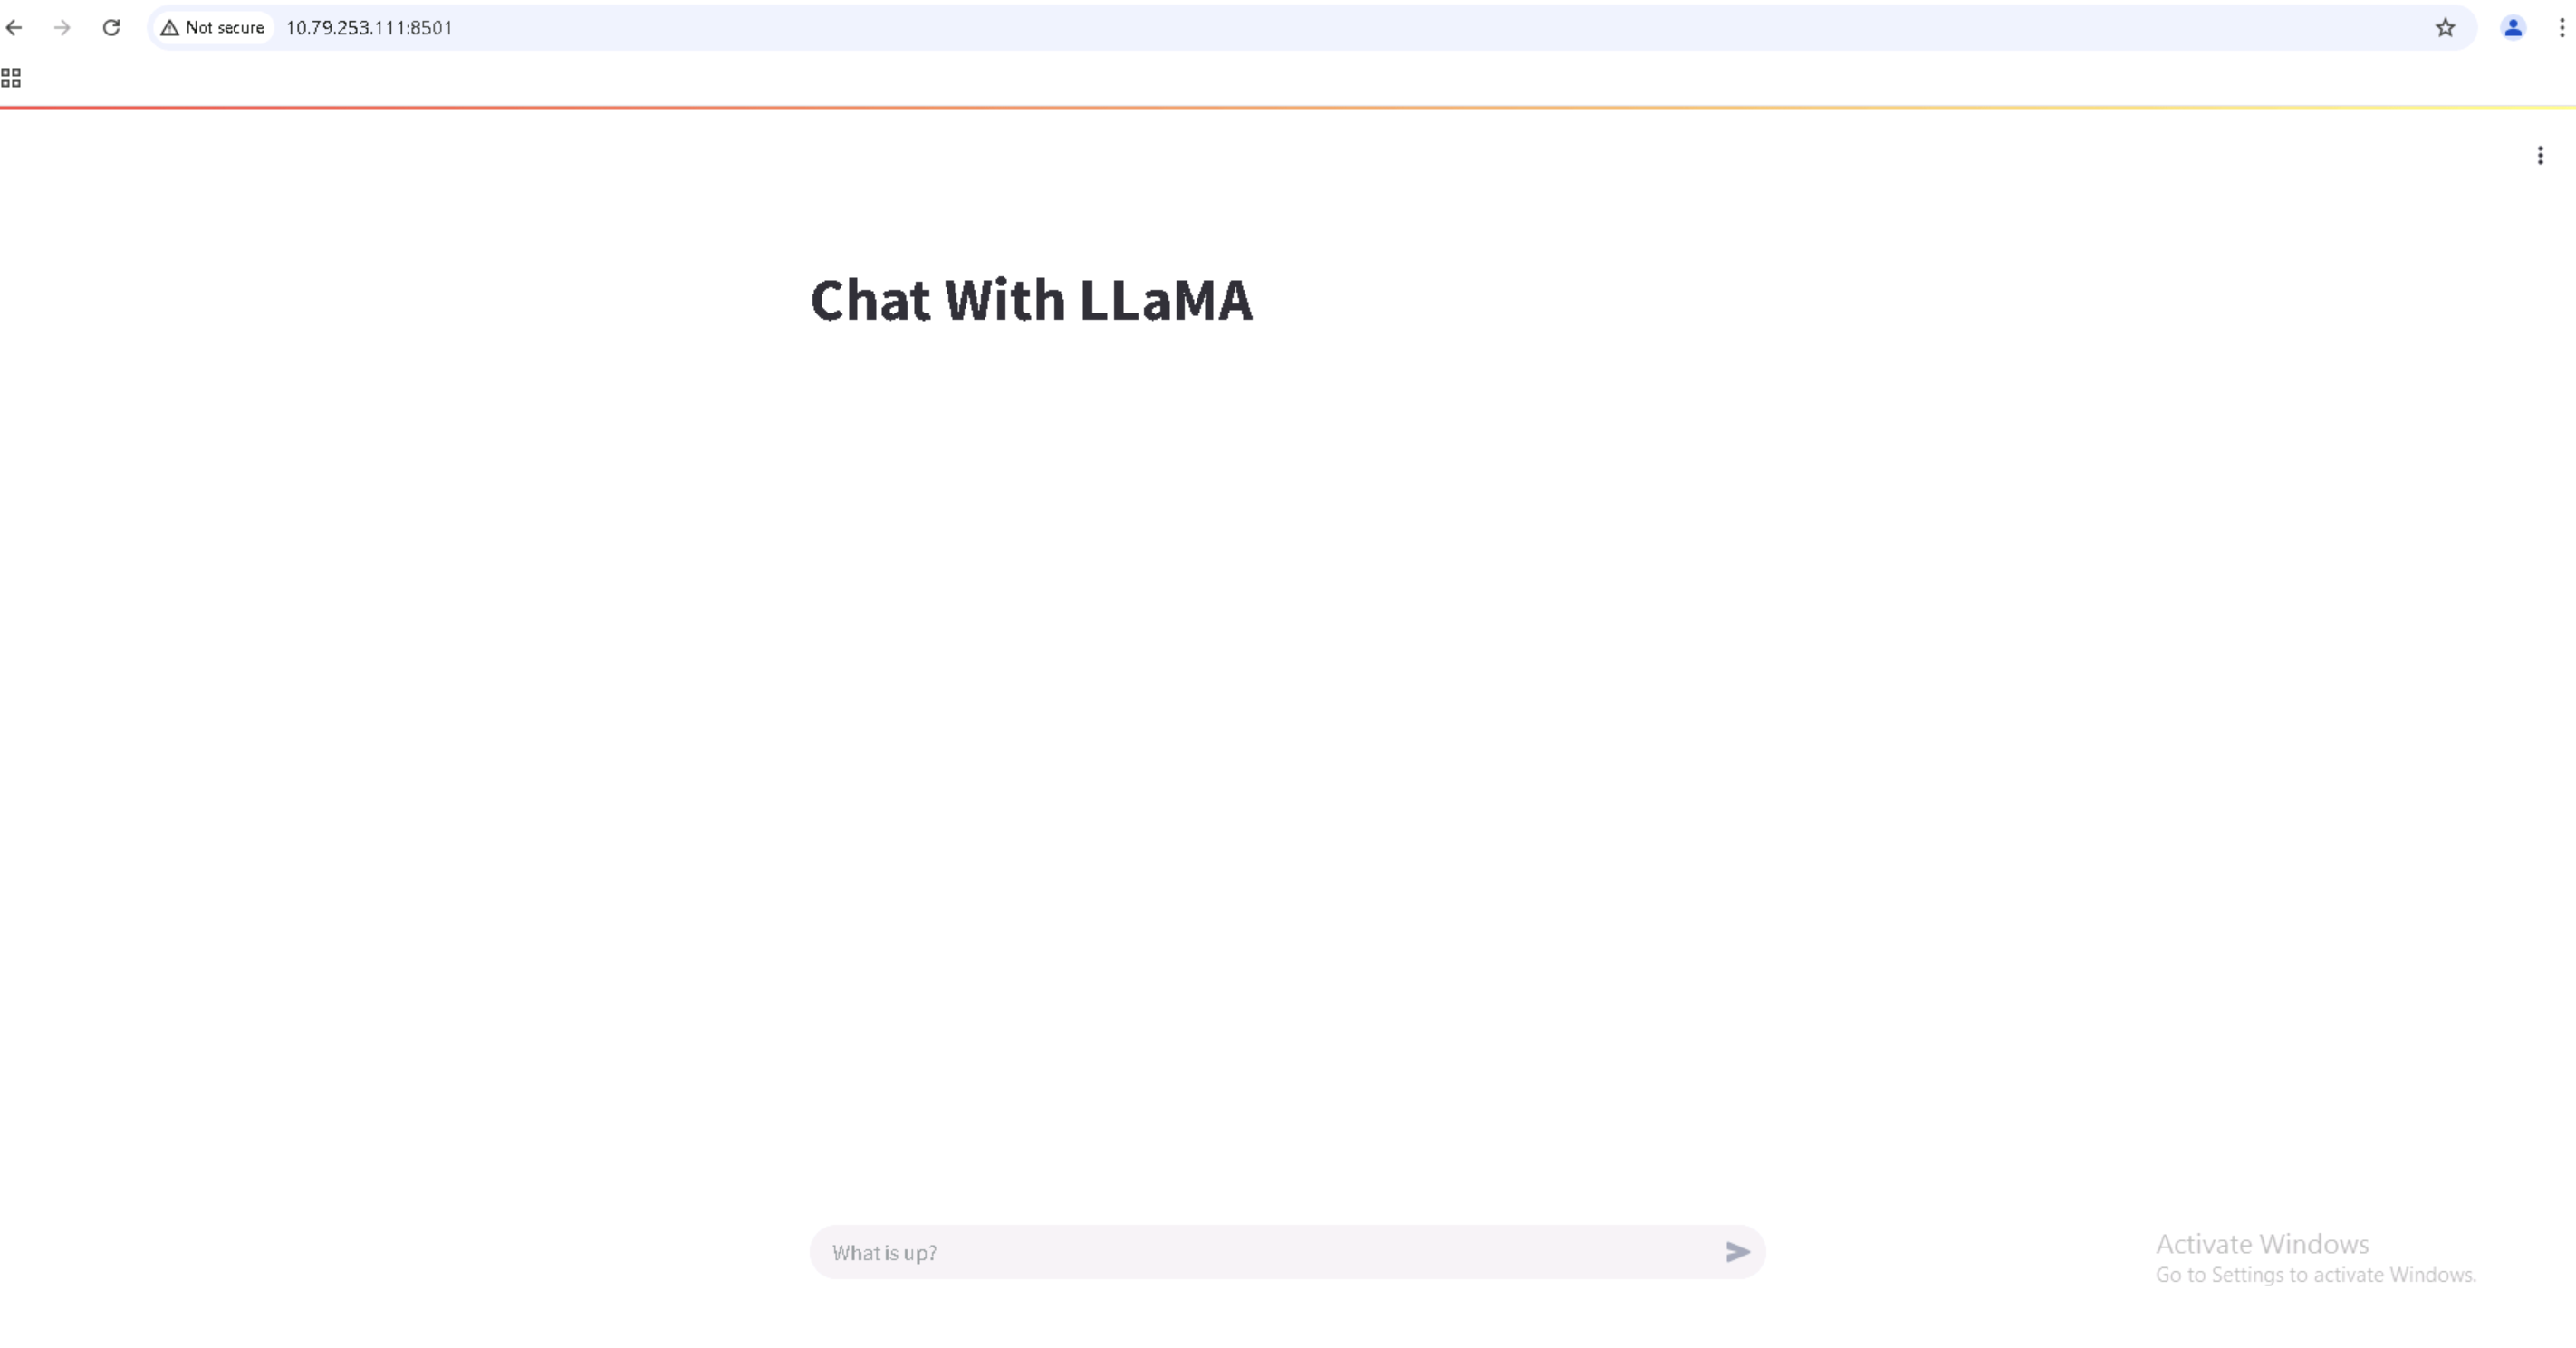 Not secure 10.79.253.111:8501
Chat With LLaMA
What is up?
Activate Windows
Go to Settings to activate Windows.